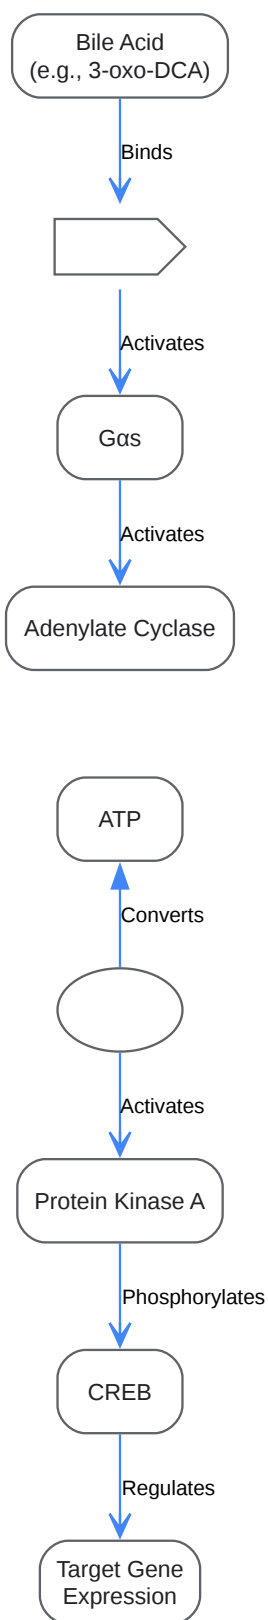 Bile Acid
(e.g., 3-oxo-DCA)
Binds
Activates
Gαs
Activates
Adenylate Cyclase
ATP
Converts
Activates
Protein Kinase A
Phosphorylates
CREB
Regulates
Target Gene
Expression